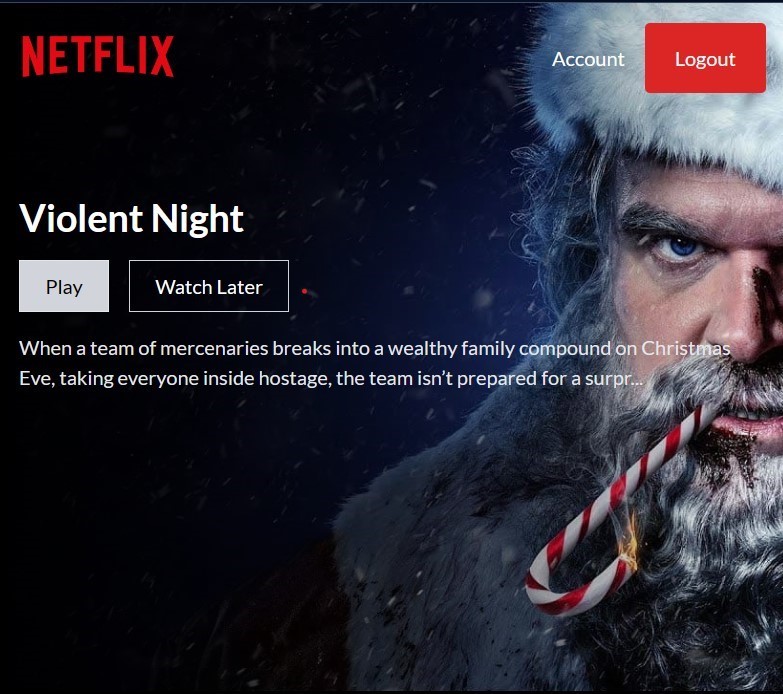 NETFLIX
Account
Logout
Violent Night
Play
Watch Later
When a team of mercenaries breaks into a wealthy family compound on Christmas
Eve, taking everyone inside hostage, the team isn’t prepared for a surpr...